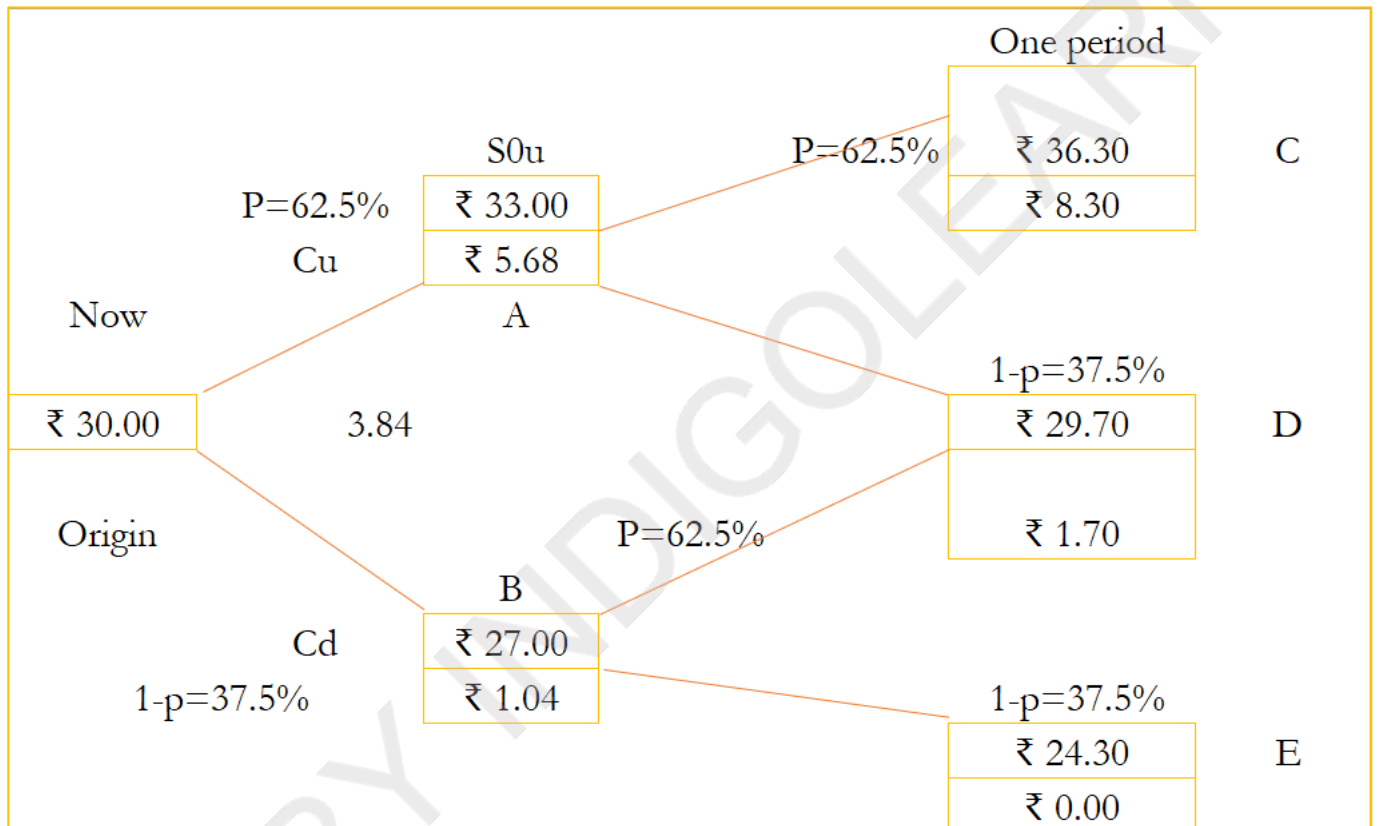 One period
S0u P=62.5% ₹ 36.30 C
P=62.5% ₹ 33.00 ₹ 8.30
Cu ₹ 5.68
Now A
1-p=37.5%
₹ 30.00 3.84 ₹ 29.70 D
Origin P=62.5% ₹ 1.70
B
Cd ₹ 27.00
1-p=37.5% ₹ 1.04 1-p=37.5%
₹ 24.30 E
₹ 0.00
RY INDIGOLEARN